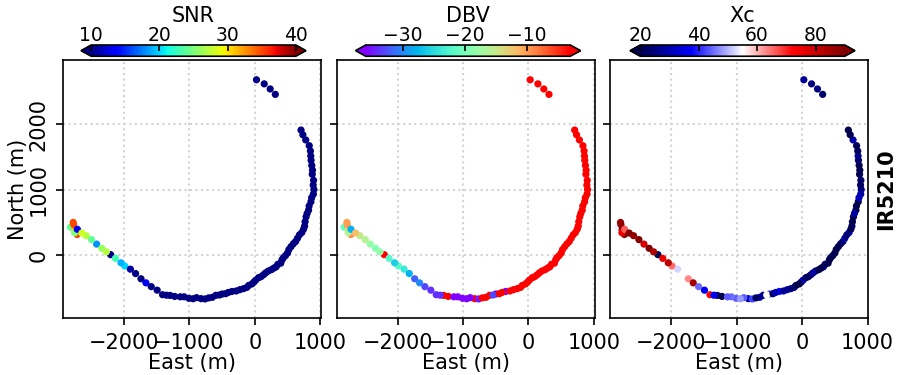 SNR DBV Xc
10 20 30 40 −30 −20 −10 20 40 60 80
North (m)
2000
1000
0
IR5210
−2000 −1000 0 1000 −2000 −1000 0 1000 −2000 −1000 0 1000
East (m) East (m) East (m)